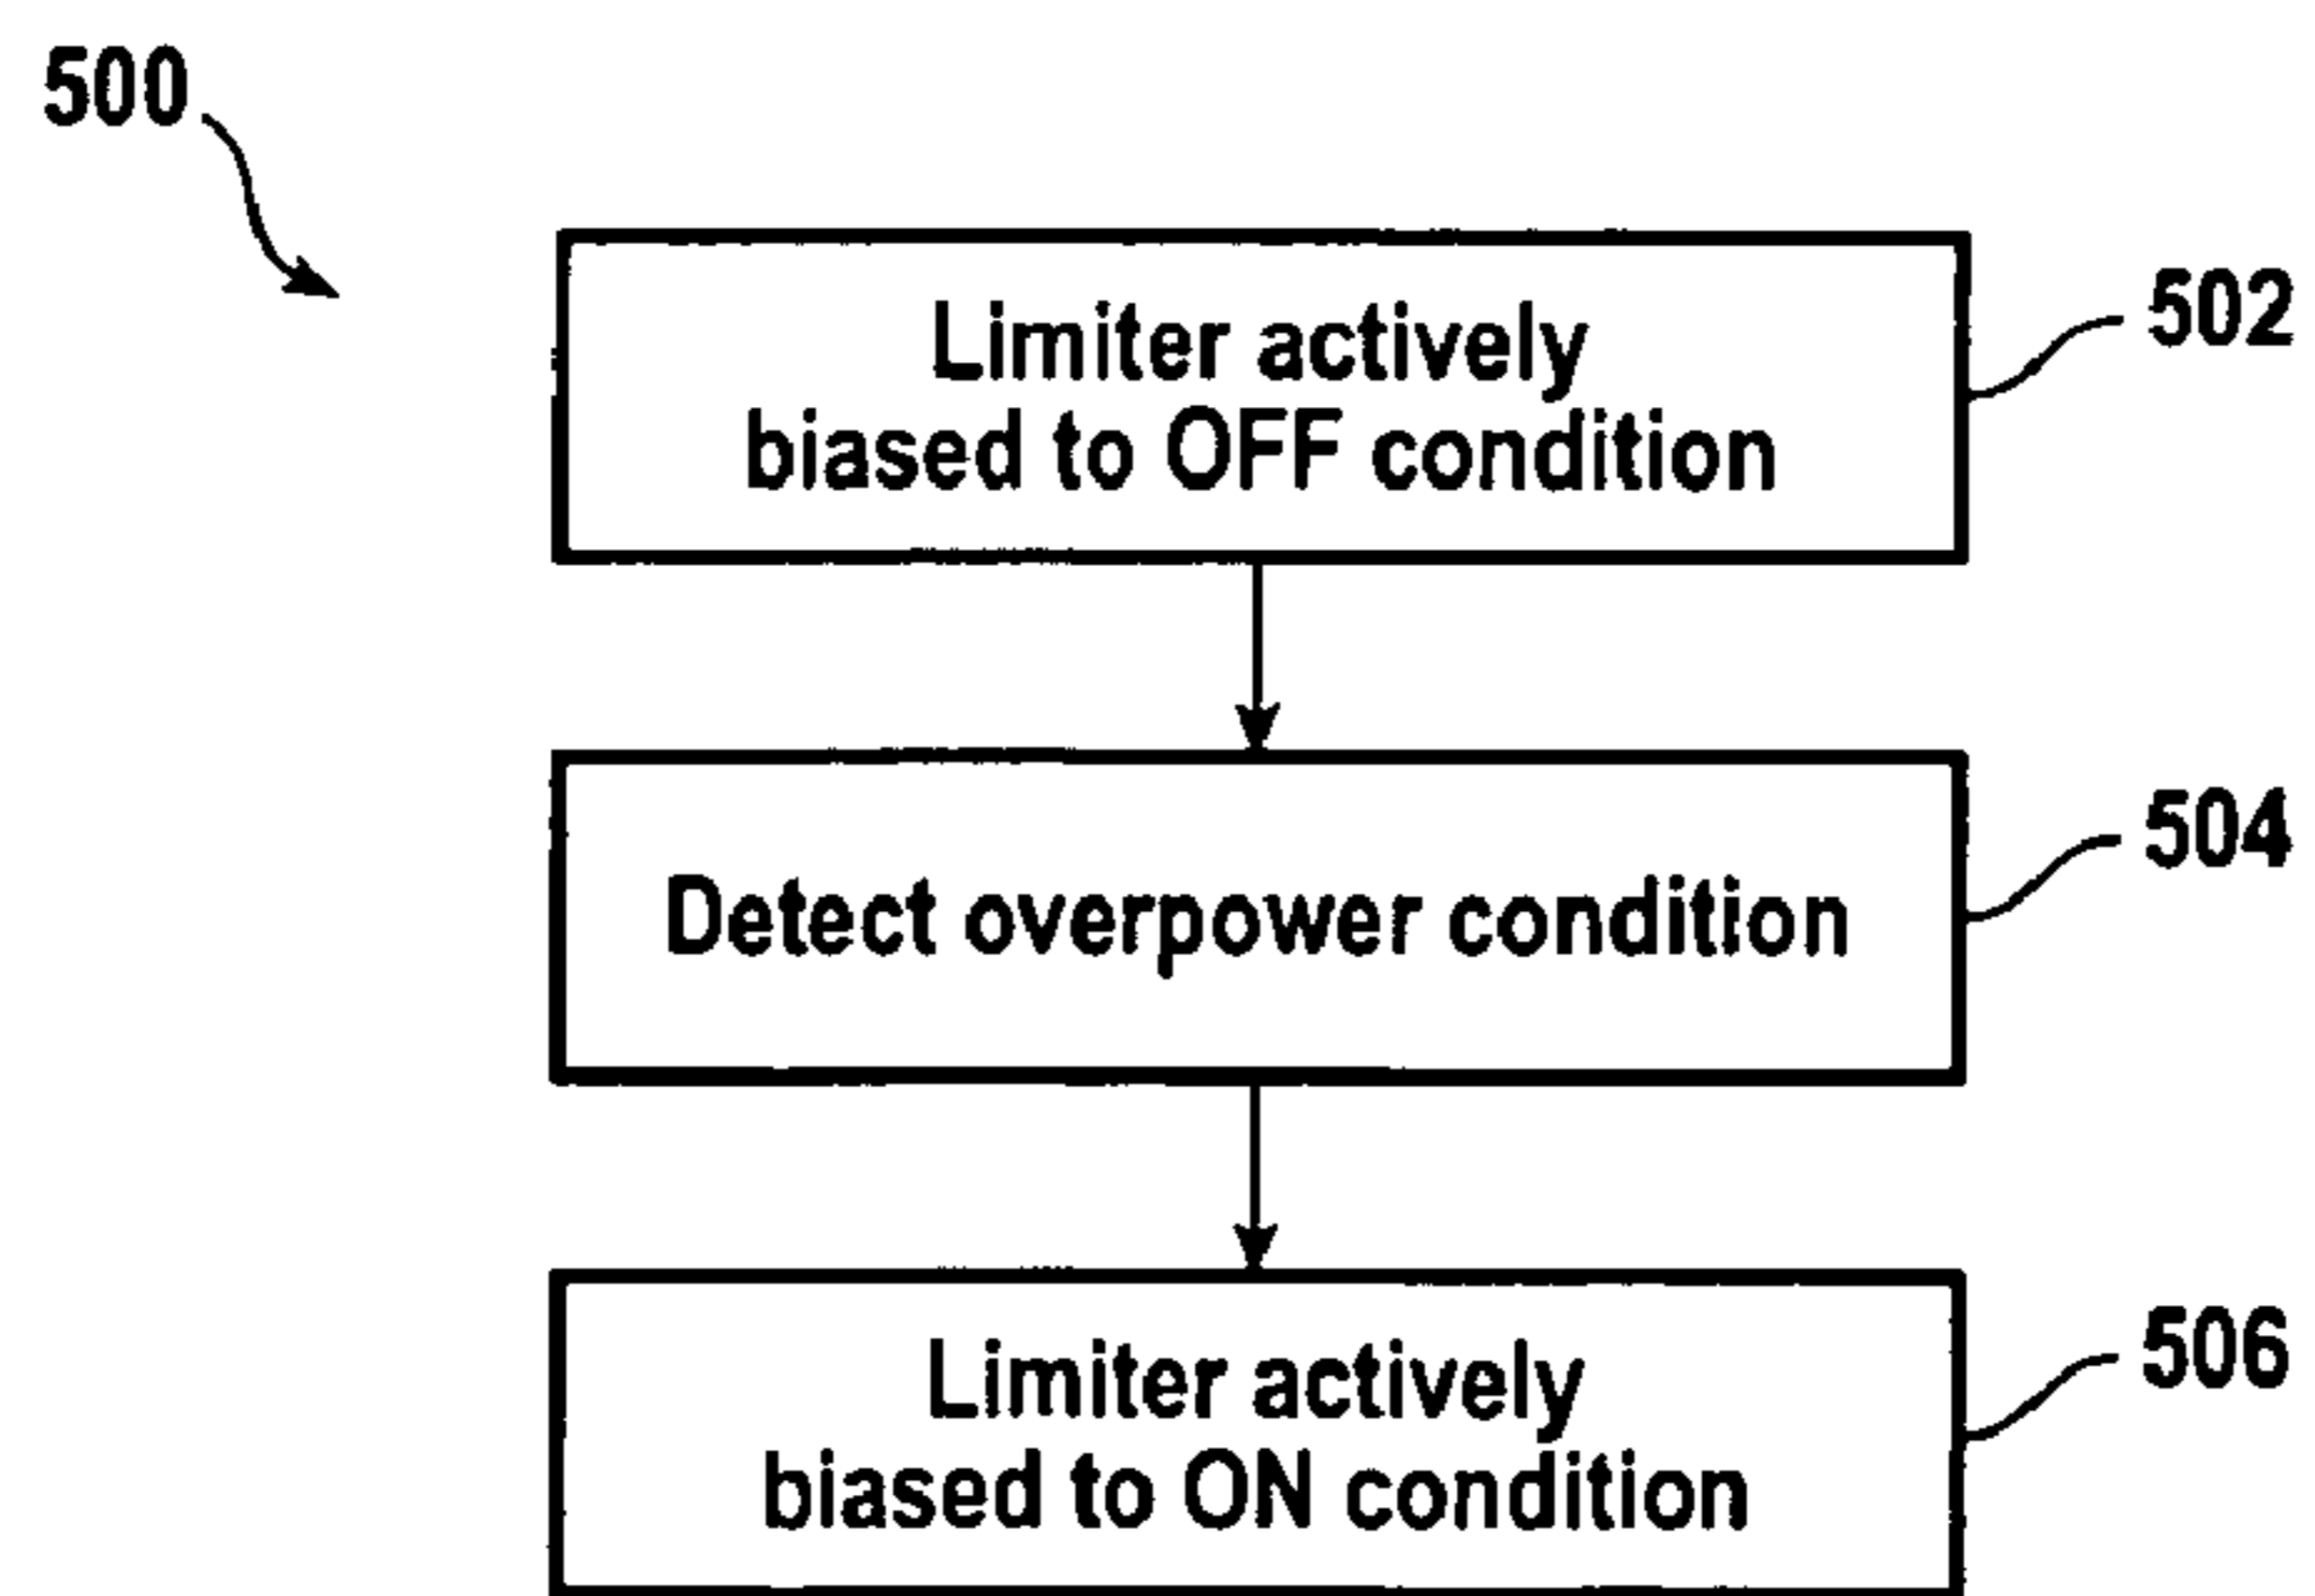 500
Limiter actively
biased to OFF condition
502
Detect overpower condition
504
Limiter actively
biased to ON condition
506